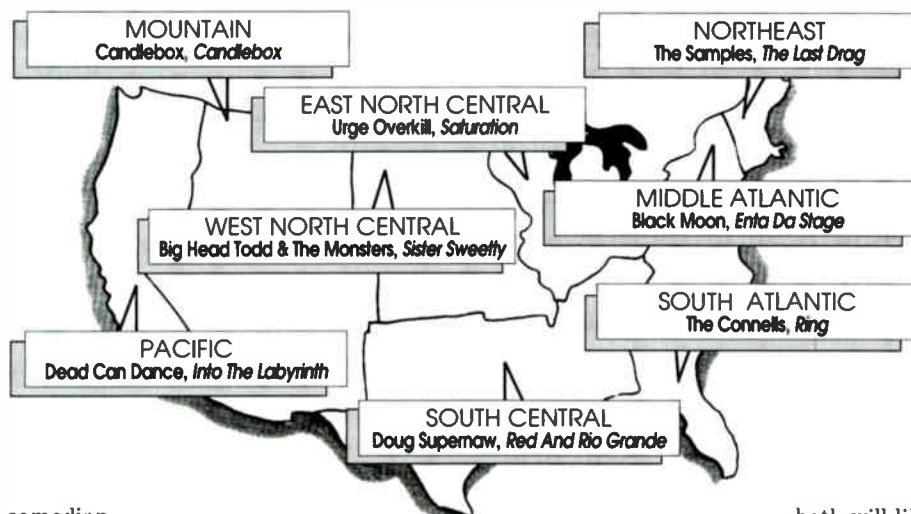 MOUNTAIN
Candlebox, Candlebox
NORTHEAST
The Samples, The Last Drag
EAST NORTH CENTRAL
Urge Overkill, Saturation
MIDDLE ATLANTIC
Black Moon, Enta Da Stage
WEST NORTH CENTRAL
Big Head Todd & The Monsters, Sister Sweetly
SOUTH ATLANTIC
The Connells, Ring
PACIFIC
Dead Can Dance, Into The Labyrinth
SOUTH CENTRAL
Doug Supernaw, Red And Rio Grande